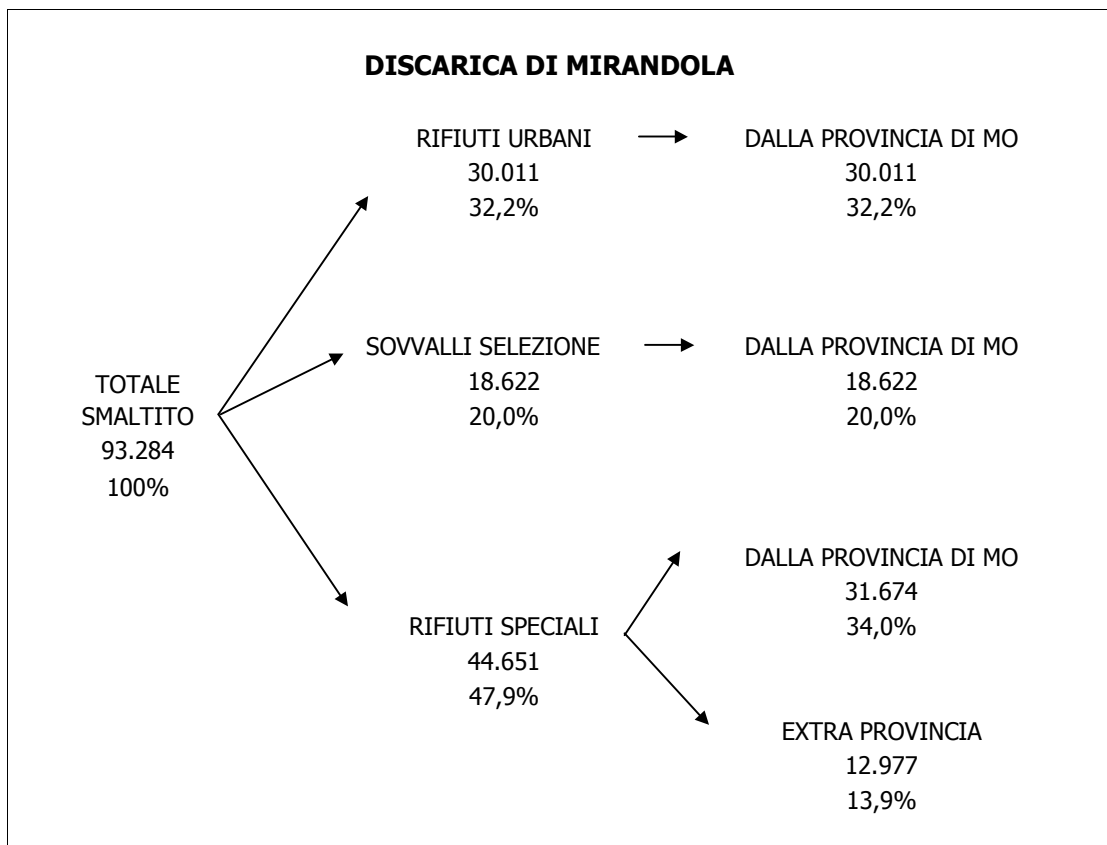 DISCARICA DI MIRANDOLA
RIFIUTI URBANI
30.011
32,2%
DALLA PROVINCIA DI MO
30.011
32,2%
SOVVALLI SELEZIONE
18.622
20,0%
DALLA PROVINCIA DI MO
18.622
20,0%
TOTALE
SMALTITO
93.284
100%
RIFIUTI SPECIALI
44.651
47,9%
DALLA PROVINCIA DI MO
31.674
34,0%
EXTRA PROVINCIA
12.977
13,9%